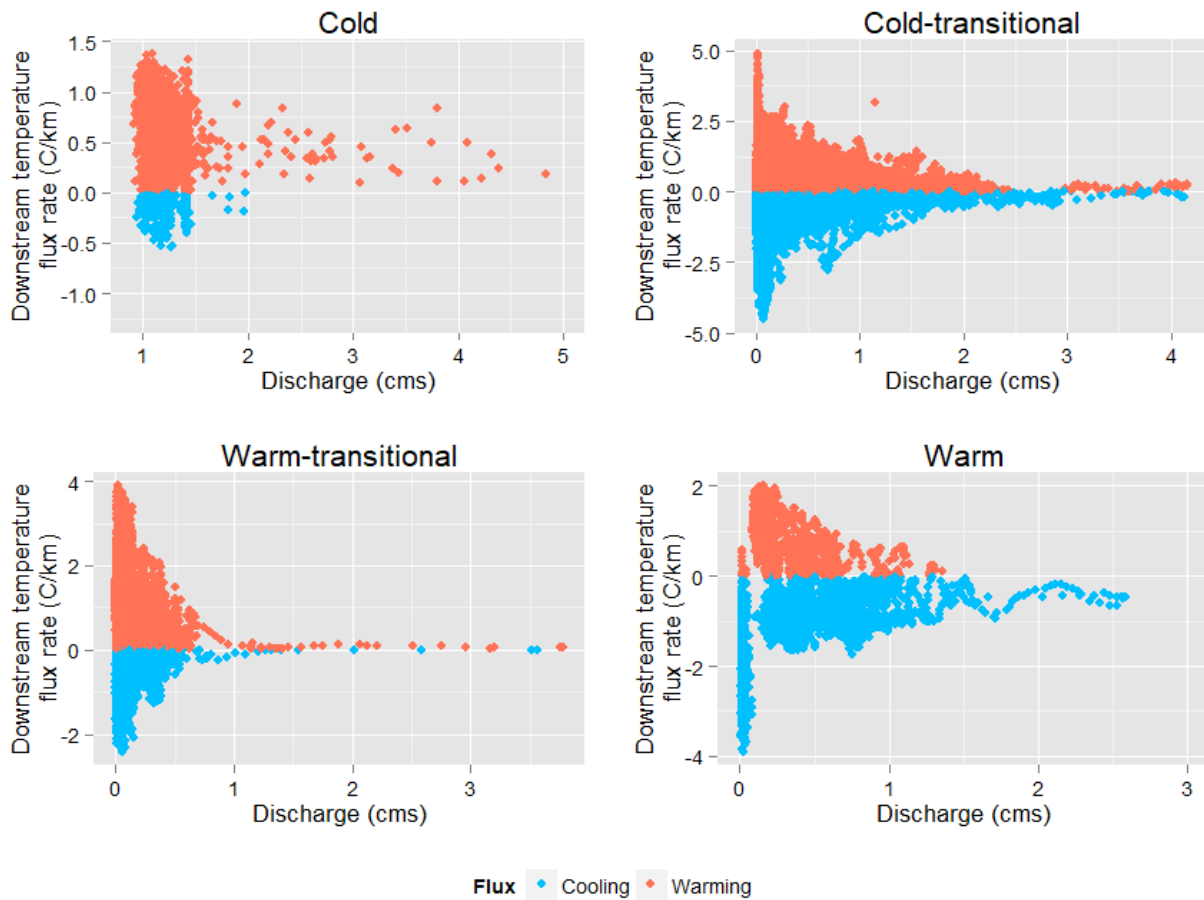 Cold
Downstream temperature
flux rate (C/km)
1.5
1.0
0.5
0.0
-0.5
-1.0
1 2 3 4 5
Discharge (cms)
Cold-transitional
Downstream temperature
flux rate (C/km)
5.0
2.5
0.0
-2.5
-5.0
0 1 2 3 4
Discharge (cms)
Warm-transitional
Downstream temperature
flux rate (C/km)
4
2
0
-2
0 1 2 3
Discharge (cms)
Warm
Downstream temperature
flux rate (C/km)
2
0
-2
-4
0 1 2 3
Discharge (cms)
Flux Cooling Warming